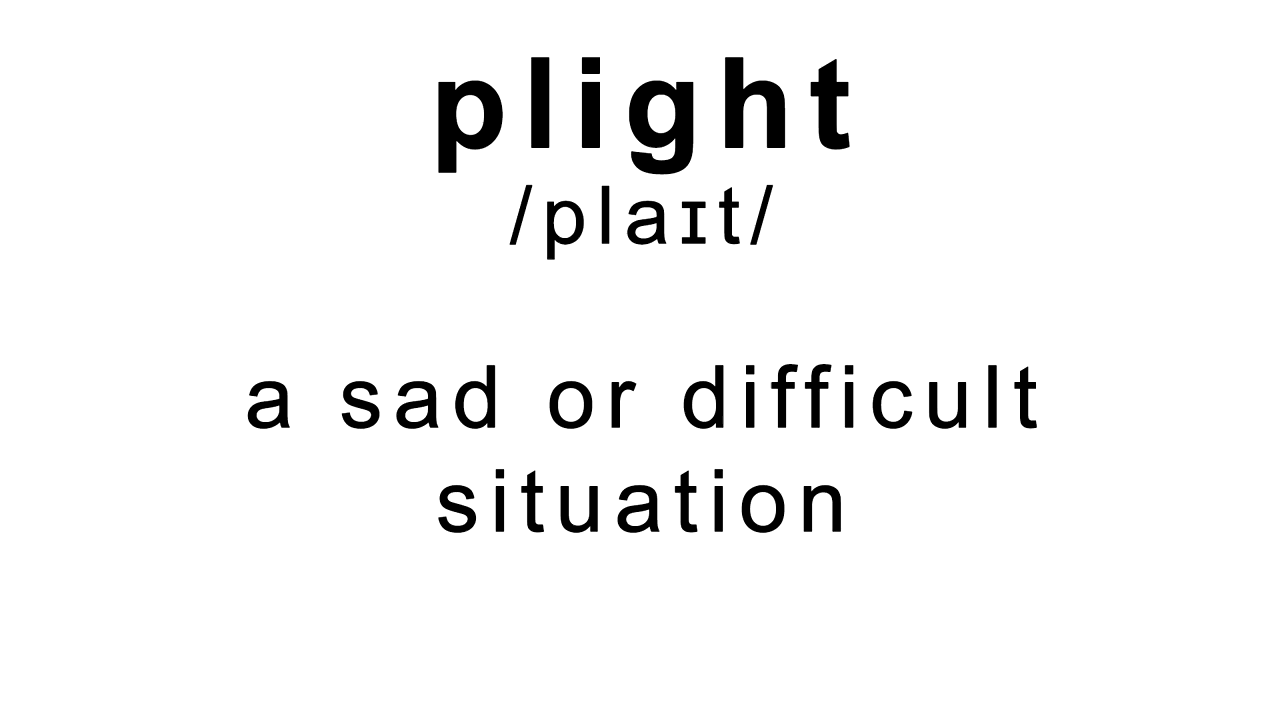 plight
/plaɪt/
a sad or difficult
situation